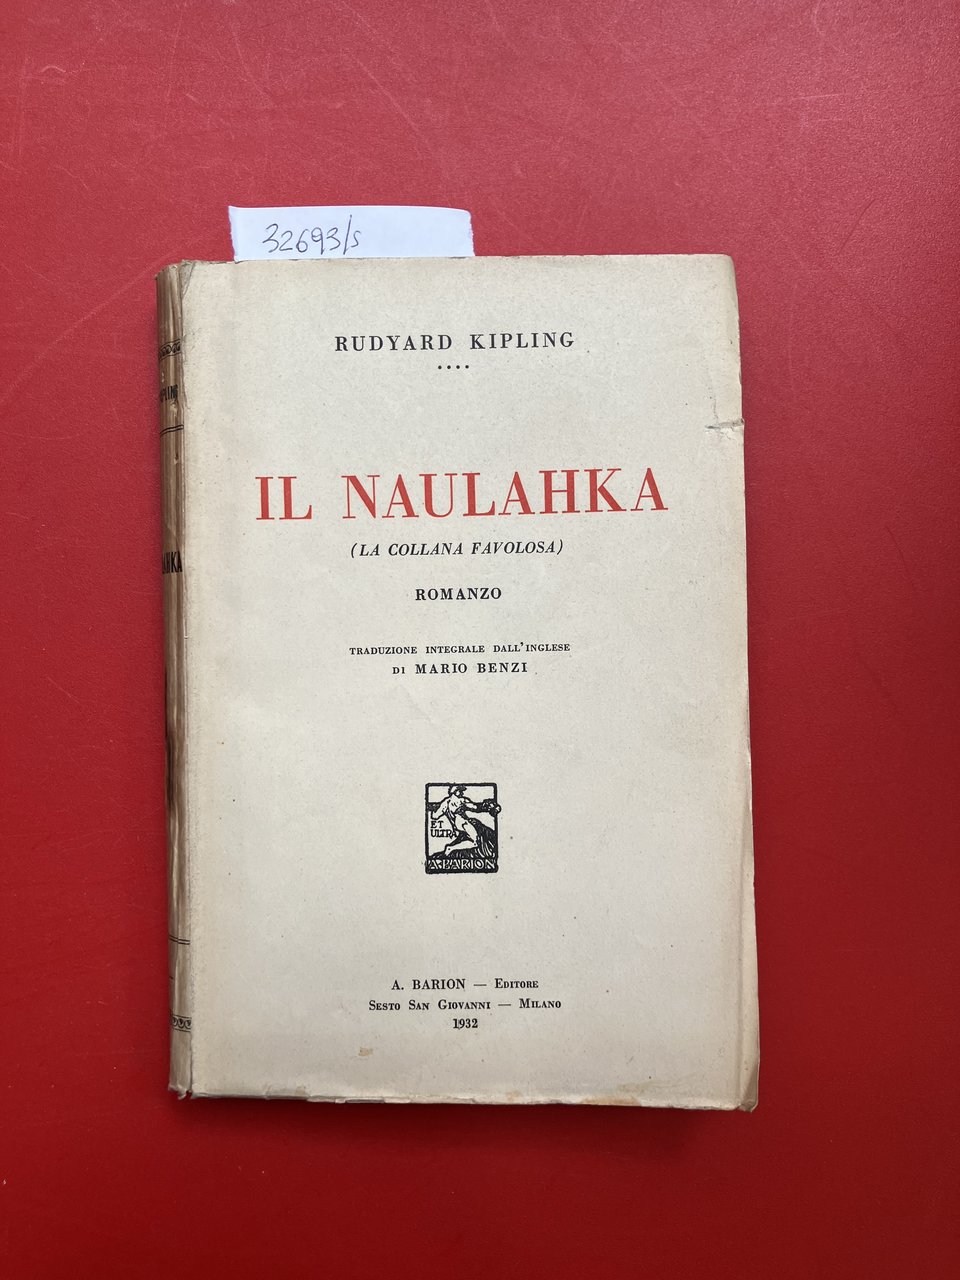 32693/s
RUDYARD KIPLING
....
IL NAULAHKA
(LA COLLANA FAVOLOSA)
ROMANZO
TRADUZIONE INTEGRALE DALL'INGLESE
DI MARIO BENZI
ET
ULTRA
A. BARION
A. BARION — EDITORE
SESTO SAN GIOVANNI — MILANO
1932